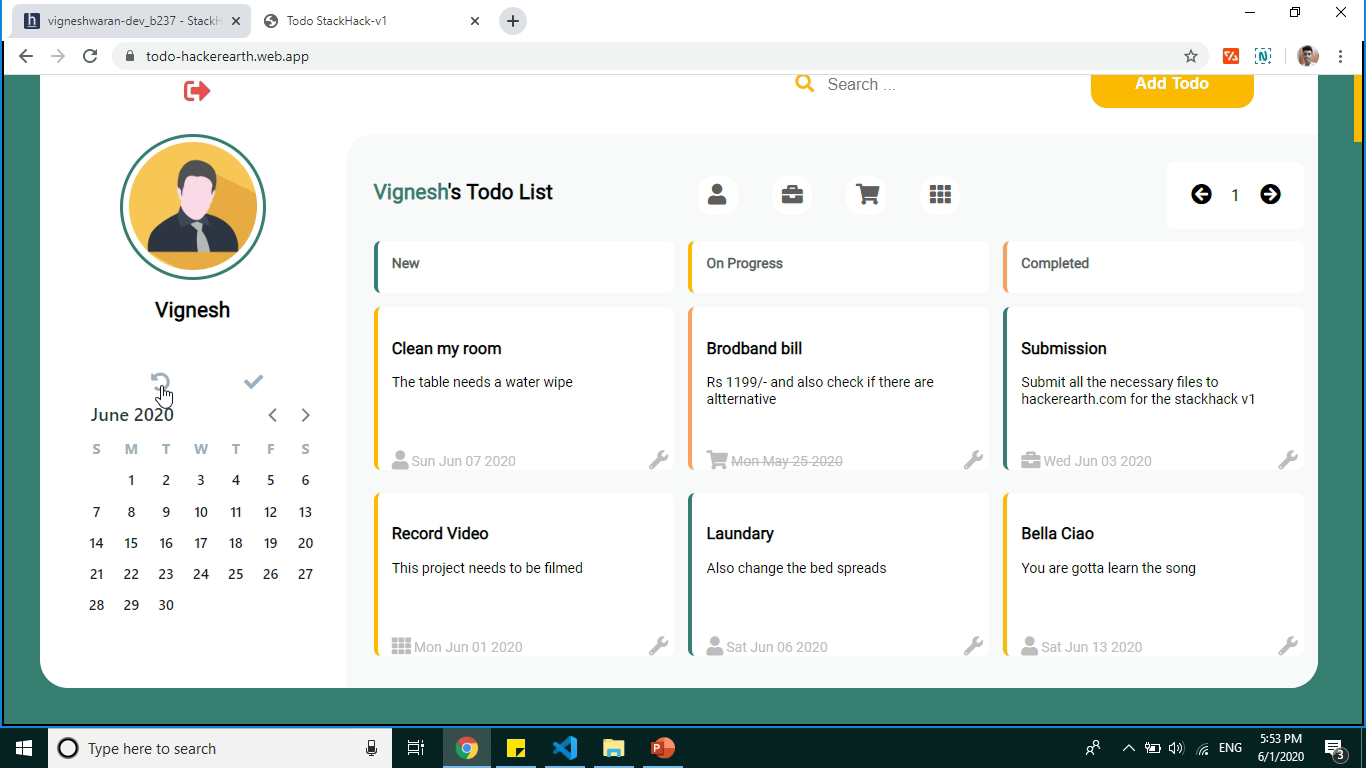 vigneshwaran-dev_b237 - StackH
Todo StackHack-v1
todo-hackerearth.web.app
Search ...
Add Todo
Vignesh's Todo List
1
New
On Progress
Completed
Vignesh
Clean my room
The table needs a water wipe
Sun Jun 07 2020
Brodband bill
Rs 1199/- and also check if there are
altternative
Mon May 25 2020
Submission
Submit all the necessary files to
hackerearth.com for the stackhack v1
Wed Jun 03 2020
June 2020
S M T W T F S
1 2 3 4 5 6
7 8 9 10 11 12 13
14 15 16 17 18 19 20
21 22 23 24 25 26 27
28 29 30
Record Video
This project needs to be filmed
Mon Jun 01 2020
Laundary
Also change the bed spreads
Sat Jun 06 2020
Bella Ciao
You are gotta learn the song
Sat Jun 13 2020
Type here to search
ENG
5:53 PM
6/1/2020
3